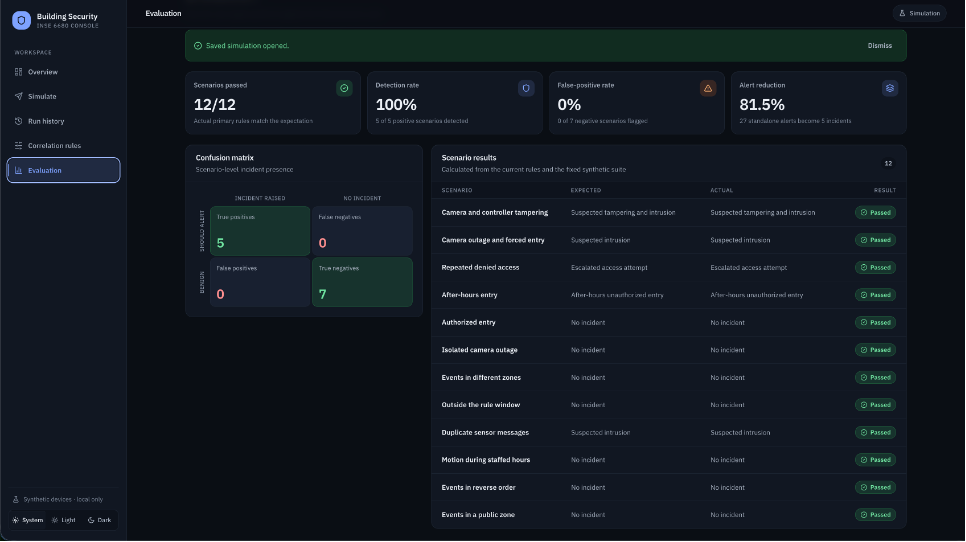 Building Security
INSE 6680 CONSOLE
WORKSPACE
Overview
Simulate
Run history
Correlation rules
Evaluation
Synthetic devices · local only
System
Light
Dark
Evaluation
Simulation
Saved simulation opened.
Dismiss
Scenarios passed
12/12
Actual primary rules match the expectation
Detection rate
100%
5 of 5 positive scenarios detected
False-positive rate
0%
0 of 7 negative scenarios flagged
Alert reduction
81.5%
27 standalone alerts become 5 incidents
Confusion matrix
Scenario-level incident presence
INCIDENT RAISED
NO INCIDENT
SHOULD ALERT
True positives
5
False negatives
0
BENIGN
False positives
0
True negatives
7
Scenario results
Calculated from the current rules and the fixed synthetic suite
12
SCENARIO EXPECTED ACTUAL RESULT
Camera and controller tampering Suspected tampering and intrusion Suspected tampering and intrusion Passed
Camera outage and forced entry Suspected intrusion Suspected intrusion Passed
Repeated denied access Escalated access attempt Escalated access attempt Passed
After-hours entry After-hours unauthorized entry After-hours unauthorized entry Passed
Authorized entry No incident No incident Passed
Isolated camera outage No incident No incident Passed
Events in different zones No incident No incident Passed
Outside the rule window No incident No incident Passed
Duplicate sensor messages Suspected intrusion Suspected intrusion Passed
Motion during staffed hours No incident No incident Passed
Events in reverse order No incident No incident Passed
Events in a public zone No incident No incident Passed